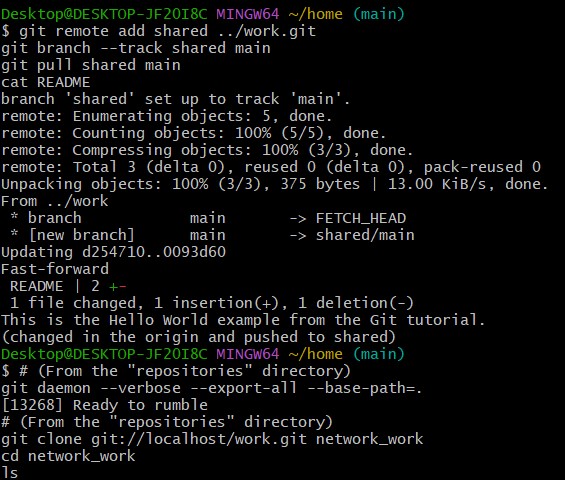 Desktop@DESKTOP-JF2OI8C MINGW64 ~/home (main)
$ git remote add shared ../work.git
git branch --track shared main
git pull shared main
cat README
branch 'shared' set up to track 'main'.
remote: Enumerating objects: 5, done.
remote: Counting objects: 100% (5/5), done.
remote: Compressing objects: 100% (3/3), done.
remote: Total 3 (delta 0), reused 0 (delta 0), pack-reused 0
Unpacking objects: 100% (3/3), 375 bytes | 13.00 KiB/s, done.
From ../work
 * branch            main       -> FETCH_HEAD
 * [new branch]      main       -> shared/main
Updating d254710..0093d60
Fast-forward
 README | 2 +-
 1 file changed, 1 insertion(+), 1 deletion(-)
This is the Hello World example from the Git tutorial.
(changed in the origin and pushed to shared)
Desktop@DESKTOP-JF2OI8C MINGW64 ~/home (main)
$ # (From the "repositories" directory)
git daemon --verbose --export-all --base-path=.
[13268] Ready to rumble
# (From the "repositories" directory)
git clone git://localhost/work.git network_work
cd network_work
ls